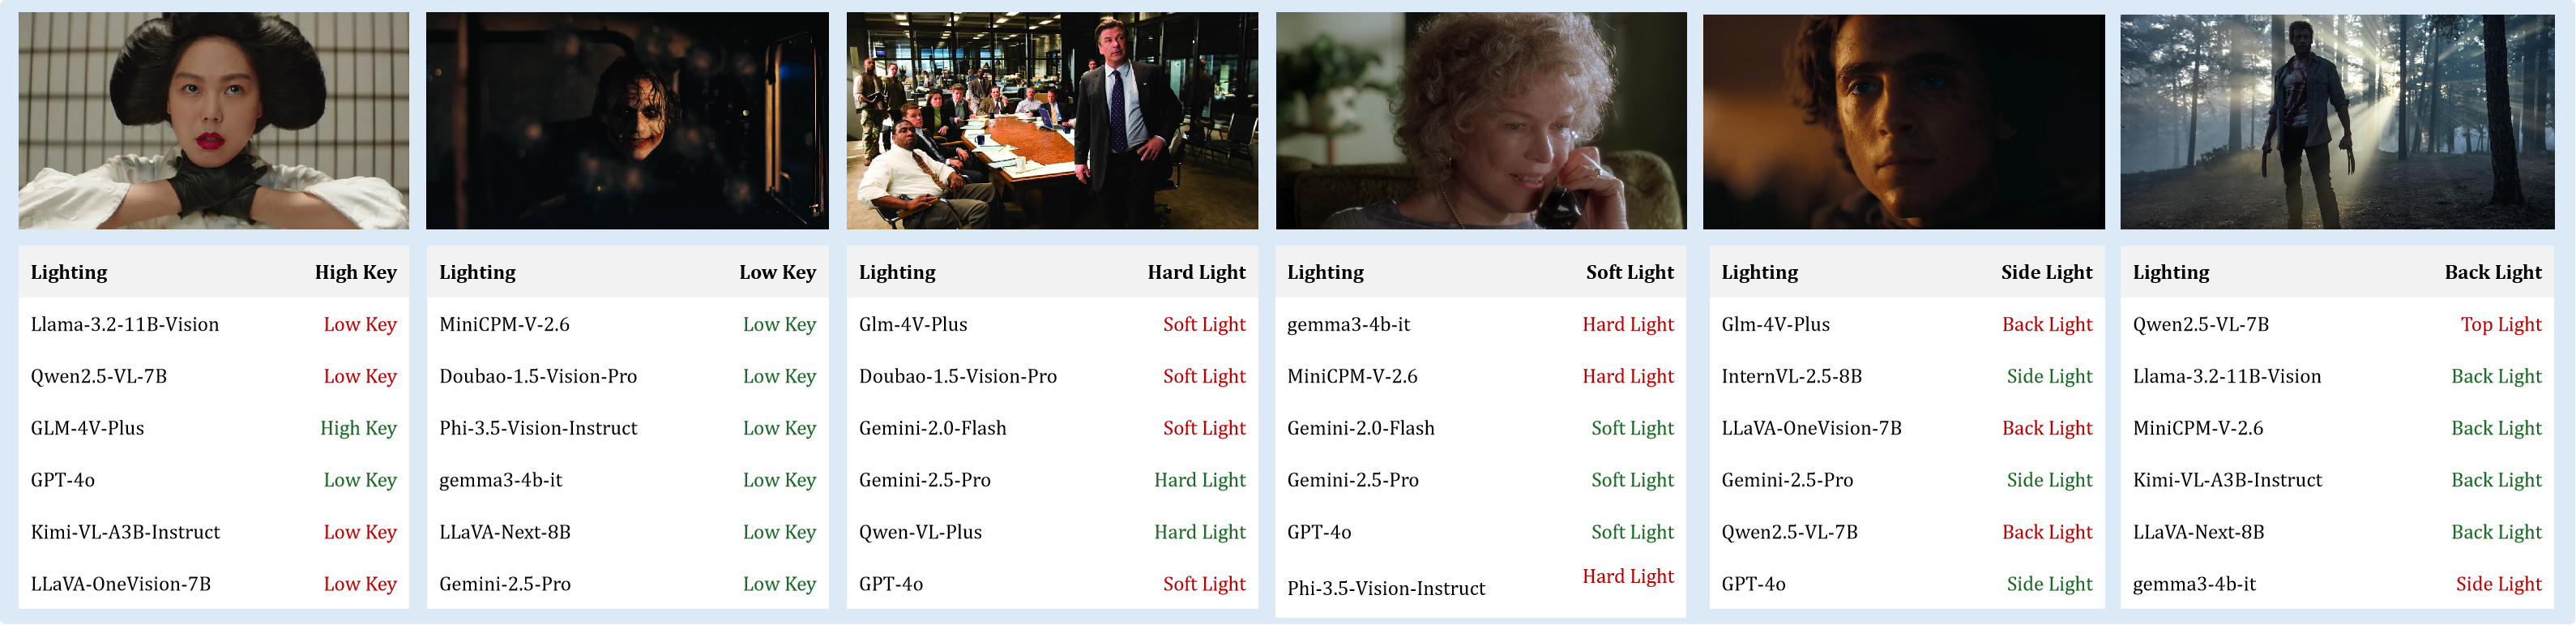 Lighting High Key
Llama-3.2-11B-Vision Low Key
Qwen2.5-VL-7B Low Key
GLM-4V-Plus High Key
GPT-4o Low Key
Kimi-VL-A3B-Instruct Low Key
LLaVA-OneVision-7B Low Key
Lighting Low Key
MiniCPM-V-2.6 Low Key
Doubao-1.5-Vision-Pro Low Key
Phi-3.5-Vision-Instruct Low Key
gemma3-4b-it Low Key
LLaVA-Next-8B Low Key
Gemini-2.5-Pro Low Key
Lighting Hard Light
Glm-4V-Plus Soft Light
Doubao-1.5-Vision-Pro Soft Light
Gemini-2.0-Flash Soft Light
Gemini-2.5-Pro Hard Light
Qwen-VL-Plus Hard Light
GPT-4o Soft Light
Lighting Soft Light
gemma3-4b-it Hard Light
MiniCPM-V-2.6 Hard Light
Gemini-2.0-Flash Soft Light
Gemini-2.5-Pro Soft Light
GPT-4o Soft Light
Phi-3.5-Vision-Instruct Hard Light
Lighting Side Light
Glm-4V-Plus Back Light
InternVL-2.5-8B Side Light
LLaVA-OneVision-7B Back Light
Gemini-2.5-Pro Side Light
Qwen2.5-VL-7B Back Light
GPT-4o Side Light
Lighting Back Light
Qwen2.5-VL-7B Top Light
Llama-3.2-11B-Vision Back Light
MiniCPM-V-2.6 Back Light
Kimi-VL-A3B-Instruct Back Light
LLaVA-Next-8B Back Light
gemma3-4b-it Side Light